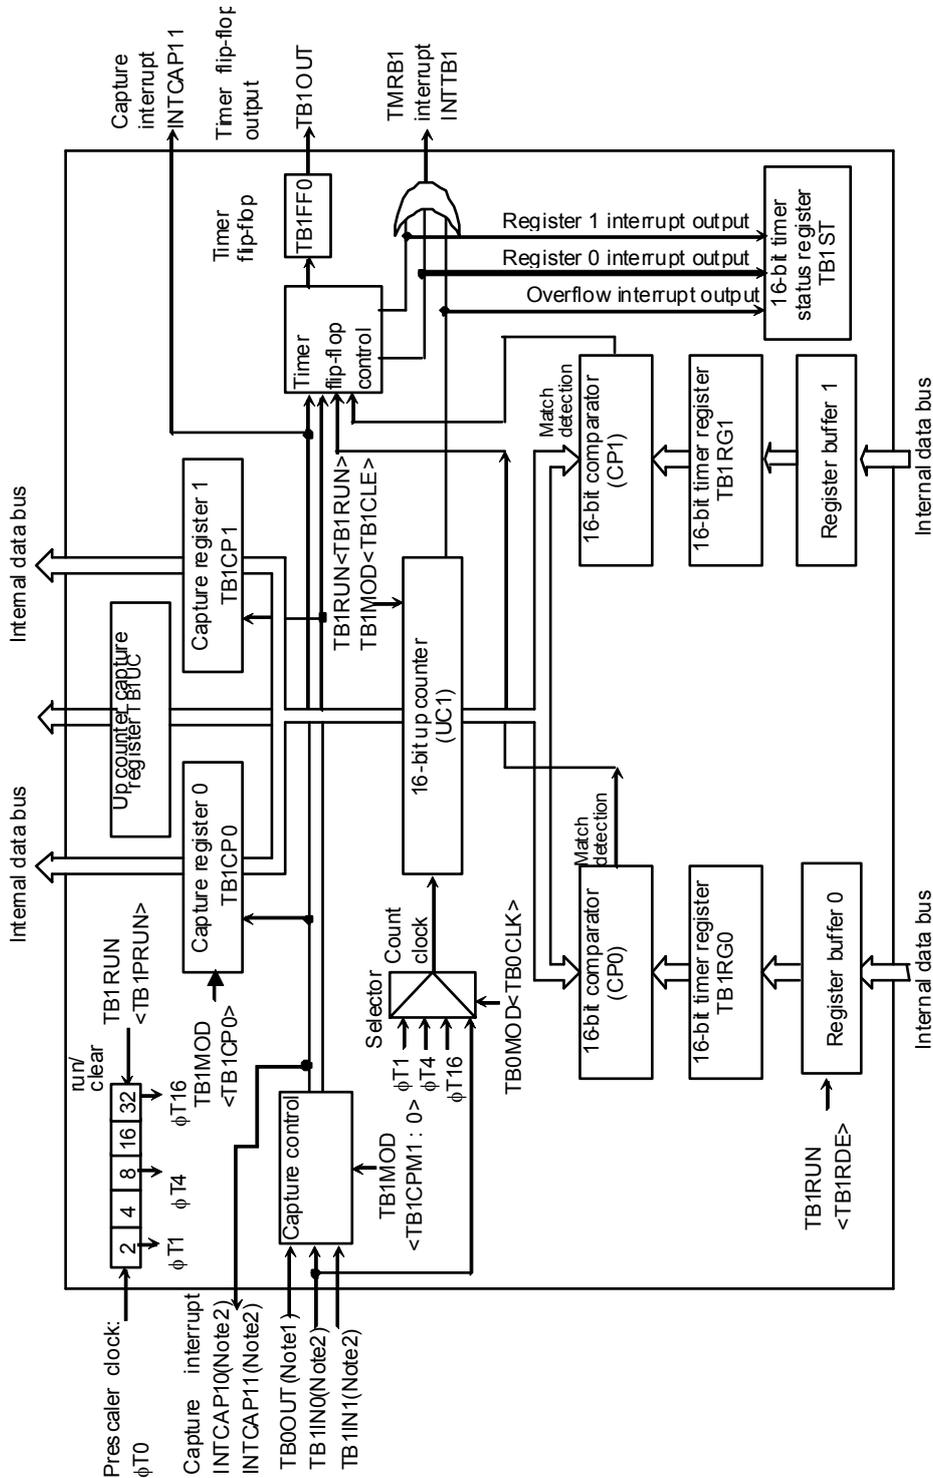 Prescaler clock:
ϕT0
2
4
8
16
32
ϕT1
ϕT4
ϕT16
run/
clear
TB1RUN
<TB1PRUN>
Internal data bus
Internal data bus
Capture
interrupt
INTCAP11
Up counter capture
register TB1UC
TB1MOD
<TB1CP0>
Capture register 0
TB1CP0
Capture register 1
TB1CP1
Timer flip-flop
output
Capture interrupt
INTCAP10(Note2)
INTCAP11(Note2)
TB0OUT(Note1)
TB1IN0(Note2)
TB1IN1(Note2)
Capture control
TB1MOD
<TB1CPM1 : 0>
Timer
flip-flop
control
Timer
flip-flop
TB1FF0
TB1OUT
TB1RUN<TB1RUN>
TB1MOD<TB1CLE>
Selector
Count
clock
ϕT1
ϕT4
ϕT16
TB0MOD<TB0CLK>
16-bit up counter
(UC1)
TMRB1
interrupt
INTTB1
Register 1 interrupt output
Register 0 interrupt output
Overflow interrupt output
16-bit timer
status register
TB1ST
Match
detection
16-bit comparator
(CP0)
Match
detection
16-bit comparator
(CP1)
16-bit timer register
TB1RG0
16-bit timer register
TB1RG1
Register buffer 0
Register buffer 1
TB1RUN
<TB1RDE>
Internal data bus
Internal data bus